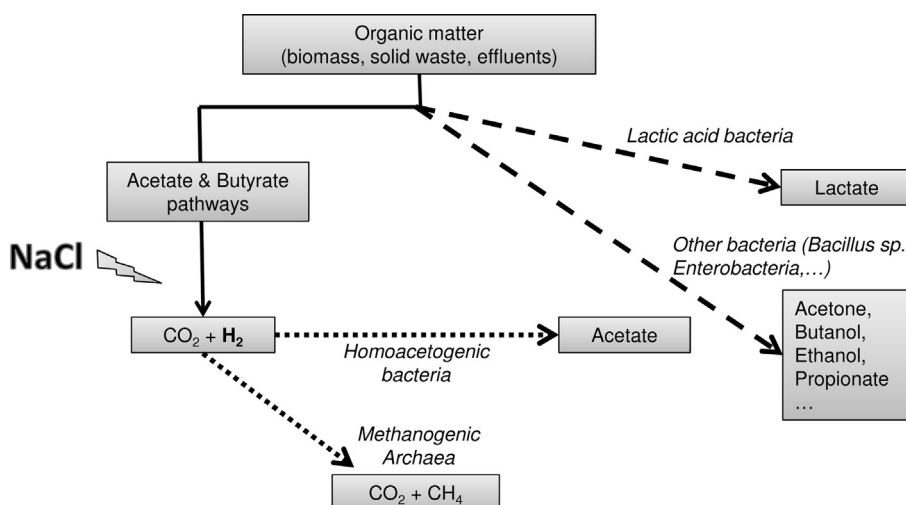 Organic matter
(biomass, solid waste, effluents)
Lactic acid bacteria
Acetate & Butyrate
pathways
Lactate
NaCl
Other bacteria (Bacillus sp.
Enterobacteria,…)
Acetone,
Butanol,
Ethanol,
Propionate
…
CO₂ + H₂
Acetate
Homoacetogenic
bacteria
Methanogenic
Archaea
CO₂ + CH₄